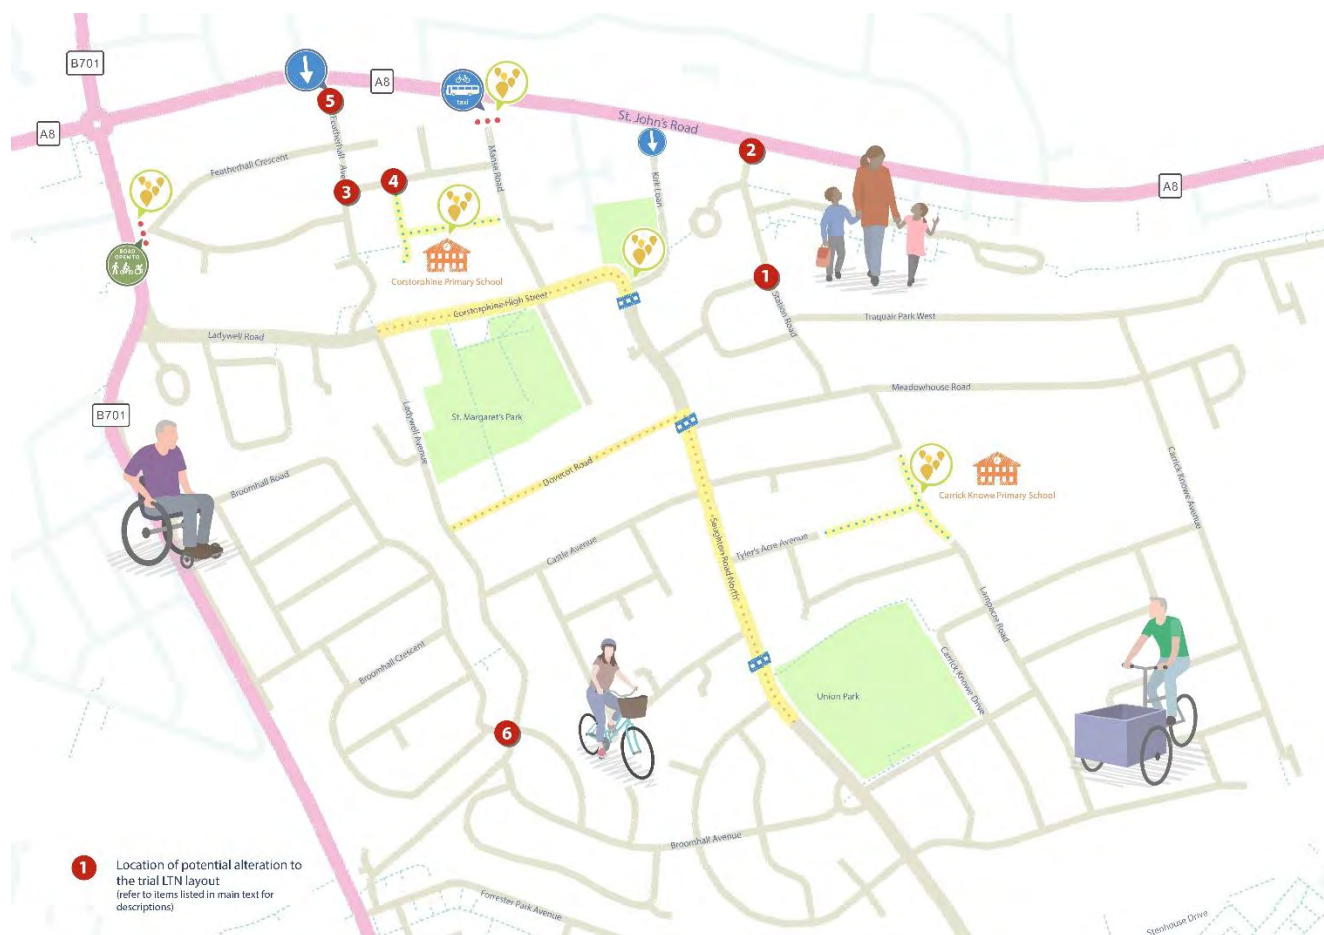 B701
A8
A8
taxi
5
St. John's Road
2
A8
Featherhall Crescent
Featherhall Ave
Manse Road
Kirk Loan
3
4
ROAD
OPEN TO
Corstorphine Primary School
1
Corstorphine High Street
Station Road
Traquair Park West
Ladywell Road
Meadowhouse Road
B701
Ladywell Avenue
St. Margaret's Park
Dovecot Road
Broomhall Road
Carrick Knowe Primary School
Carrick Knowe Avenue
Castle Avenue
Saughton Road North
Tyler's Acre Avenue
Lampacre Road
Broomhall Crescent
Carrick Knowe Drive
Union Park
6
Broomhall Avenue
1
Location of potential alteration to
the trial LTN layout
(refer to items listed in main text for
descriptions)
Forrester Park Avenue
Stenhouse Drive